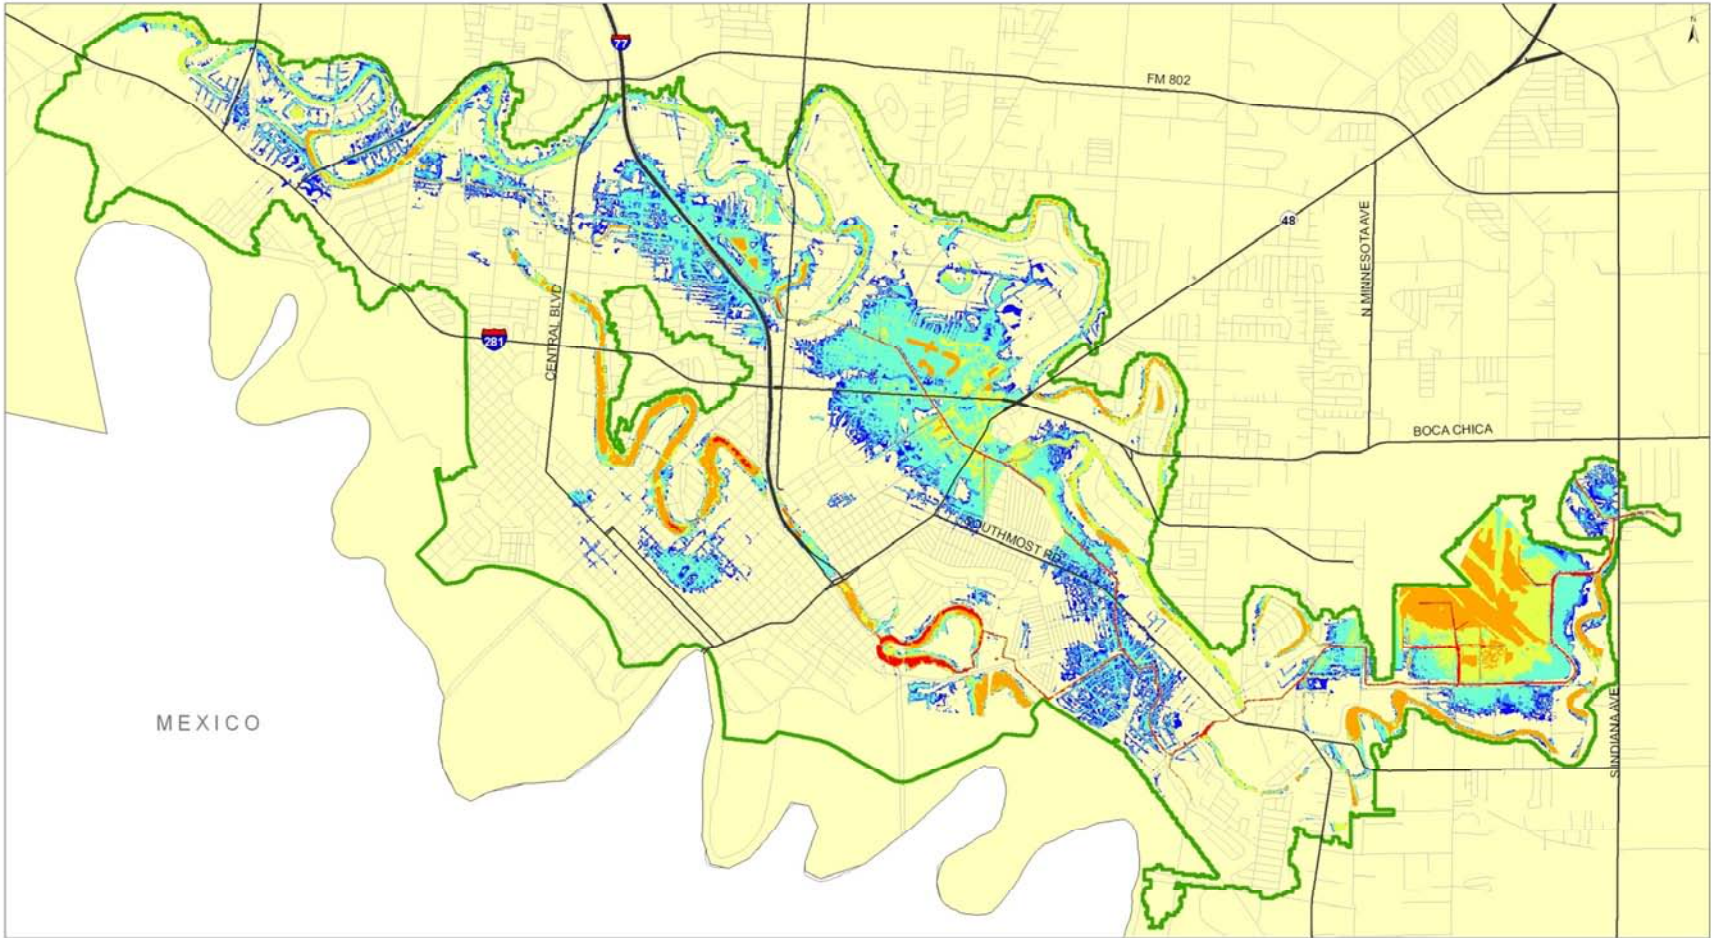 N
77
FM 802
48
N MINNESOTA AVE
CENTRAL BLVD
281
BOCA CHICA
SOUTHMOST RD
MEXICO
S INDIANA AVE